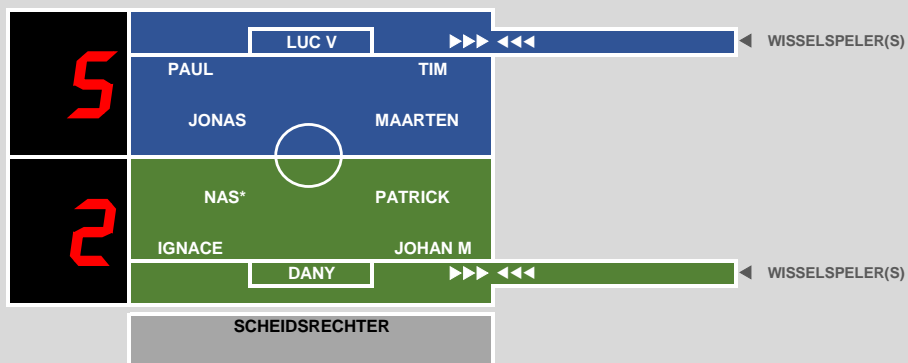 5
LUC V ▶▶▶ ◀◀◀ ◀ WISSELSPELER(S)
PAUL TIM
JONAS MAARTEN
2
NAS* PATRICK
IGNACE JOHAN M
DANY ▶▶▶ ◀◀◀ ◀ WISSELSPELER(S)
SCHEIDSRECHTER